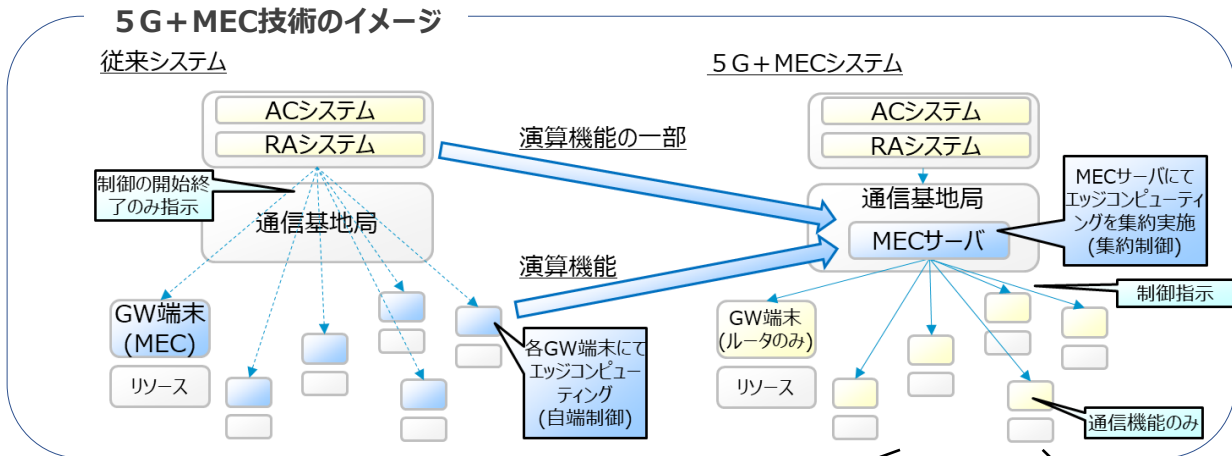 5G+MEC技術のイメージ
従来システム
ACシステム
RAシステム
制御の開始終
了のみ指示
通信基地局
GW端末
(MEC)
リソース
各GW端末にて
エッジコンピュー
ティング
(自端制御)
演算機能の一部
演算機能
5G+MECシステム
ACシステム
RAシステム
通信基地局
MECサーバ
MECサーバにて
エッジコンピューティ
ングを集約実施
(集約制御)
制御指示
GW端末
(ルータのみ)
リソース
通信機能のみ